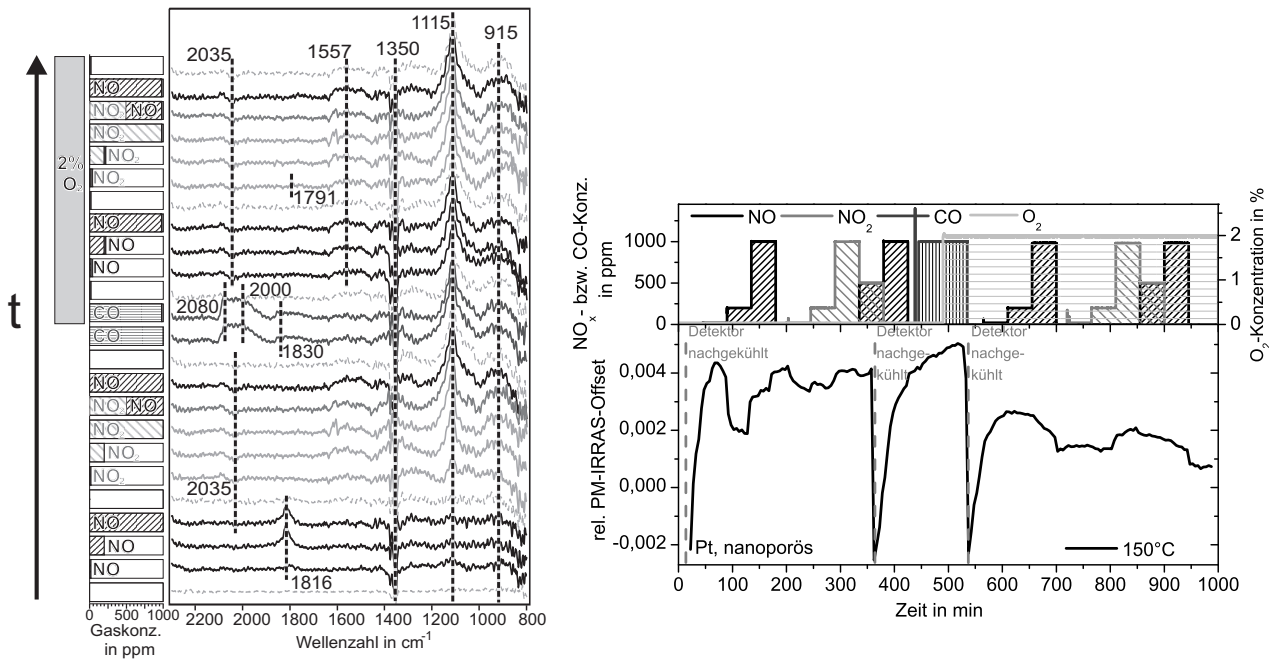 1115
915
2035
1557
1350
NO
NO₂ NO
NO₂
NO₂
NO₂
2%
O₂
1791
NO
NO
NO
2080
2000
CO
CO
1830
t
NO
NO₂ NO
NO₂
NO₂
NO₂
2035
NO
NO
NO
1816
0 500 1000
Gaskonz.
in ppm
2200 2000 1800 1600 1400 1200 1000 800
Wellenzahl in cm⁻¹
NOₓ- bzw. CO-Konz.
in ppm
1000
500
0
NO NO₂ CO O₂
2
1
0
O₂-Konzentration in %
Detektor
nachgekühlt
Detektor
nachge-
kühlt
Detektor
nachge-
kühlt
rel. PM-IRRAS-Offset
0,004
0,002
0,000
-0,002
Pt, nanoporös
150°C
0 100 200 300 400 500 600 700 800 900 1000
Zeit in min